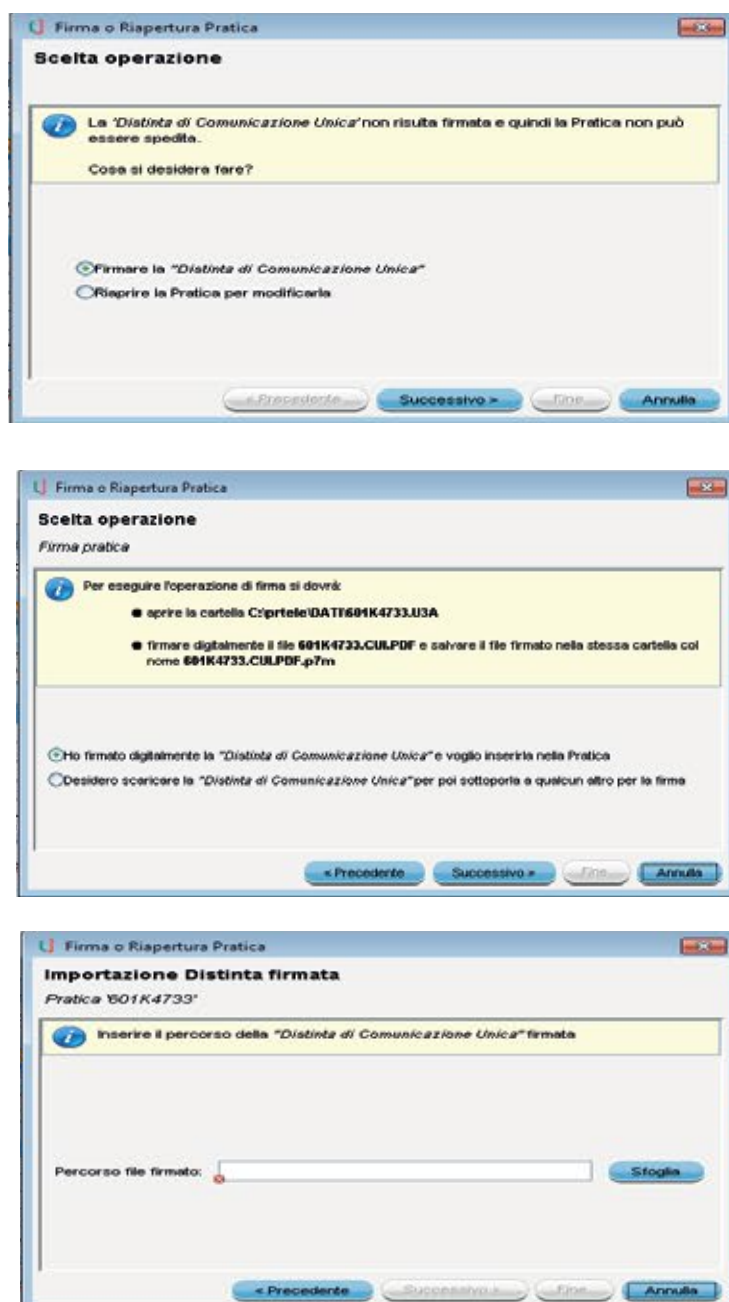 Firma o Riapertura Pratica
Scelta operazione
La 'Distinta di Comunicazione Unica' non risulta firmata e quindi la Pratica non può
essere spedita.
Cosa si desidera fare?
Firmare la "Distinta di Comunicazione Unica"
Riaprire la Pratica per modificarla
« Precedente
Successivo »
Fine
Annulla
Firma o Riapertura Pratica
Scelta operazione
Firma pratica
Per eseguire l'operazione di firma si dovrà:
● aprire la cartella C:\prtele\DATI\601K4733.U3A
● firmare digitalmente il file 601K4733.CUI.PDF e salvare il file firmato nella stessa cartella col
nome 601K4733.CUI.PDF.p7m
Ho firmato digitalmente la "Distinta di Comunicazione Unica" e voglio inserirla nella Pratica
Desidero scaricare la "Distinta di Comunicazione Unica" per poi sottoporla a qualcun altro per la firma
« Precedente
Successivo »
Fine
Annulla
Firma o Riapertura Pratica
Importazione Distinta firmata
Pratica '601K4733'
Inserire il percorso della "Distinta di Comunicazione Unica" firmata
Percorso file firmato:
Sfoglia
« Precedente
Successivo »
Fine
Annulla